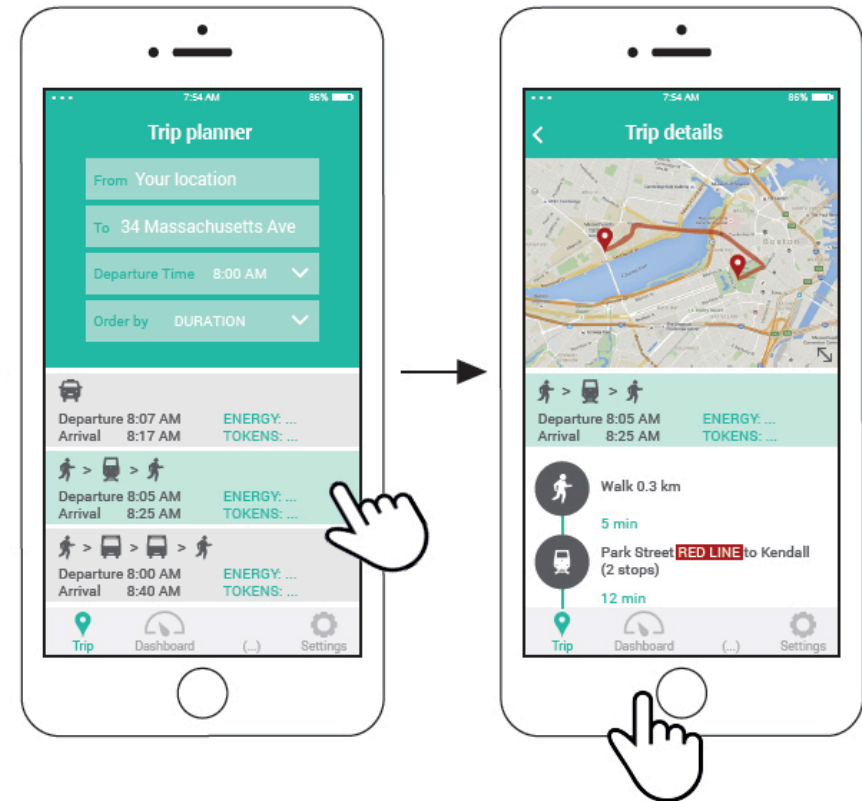 7:54 AM 86%
Trip planner
From Your location
To 34 Massachusetts Ave
Departure Time 8:00 AM
Order by DURATION
Departure 8:07 AM ENERGY: ...
Arrival 8:17 AM TOKENS: ...
> >
Departure 8:05 AM ENERGY: ...
Arrival 8:25 AM TOKENS: ...
> > >
Departure 8:00 AM ENERGY: ...
Arrival 8:40 AM TOKENS: ...
Trip Dashboard (...) Settings
7:54 AM 86%
Trip details
Boston
> >
Departure 8:05 AM ENERGY: ...
Arrival 8:25 AM TOKENS: ...
Walk 0.3 km
5 min
Park Street RED LINE to Kendall
(2 stops)
12 min
Trip Dashboard (...) Settings